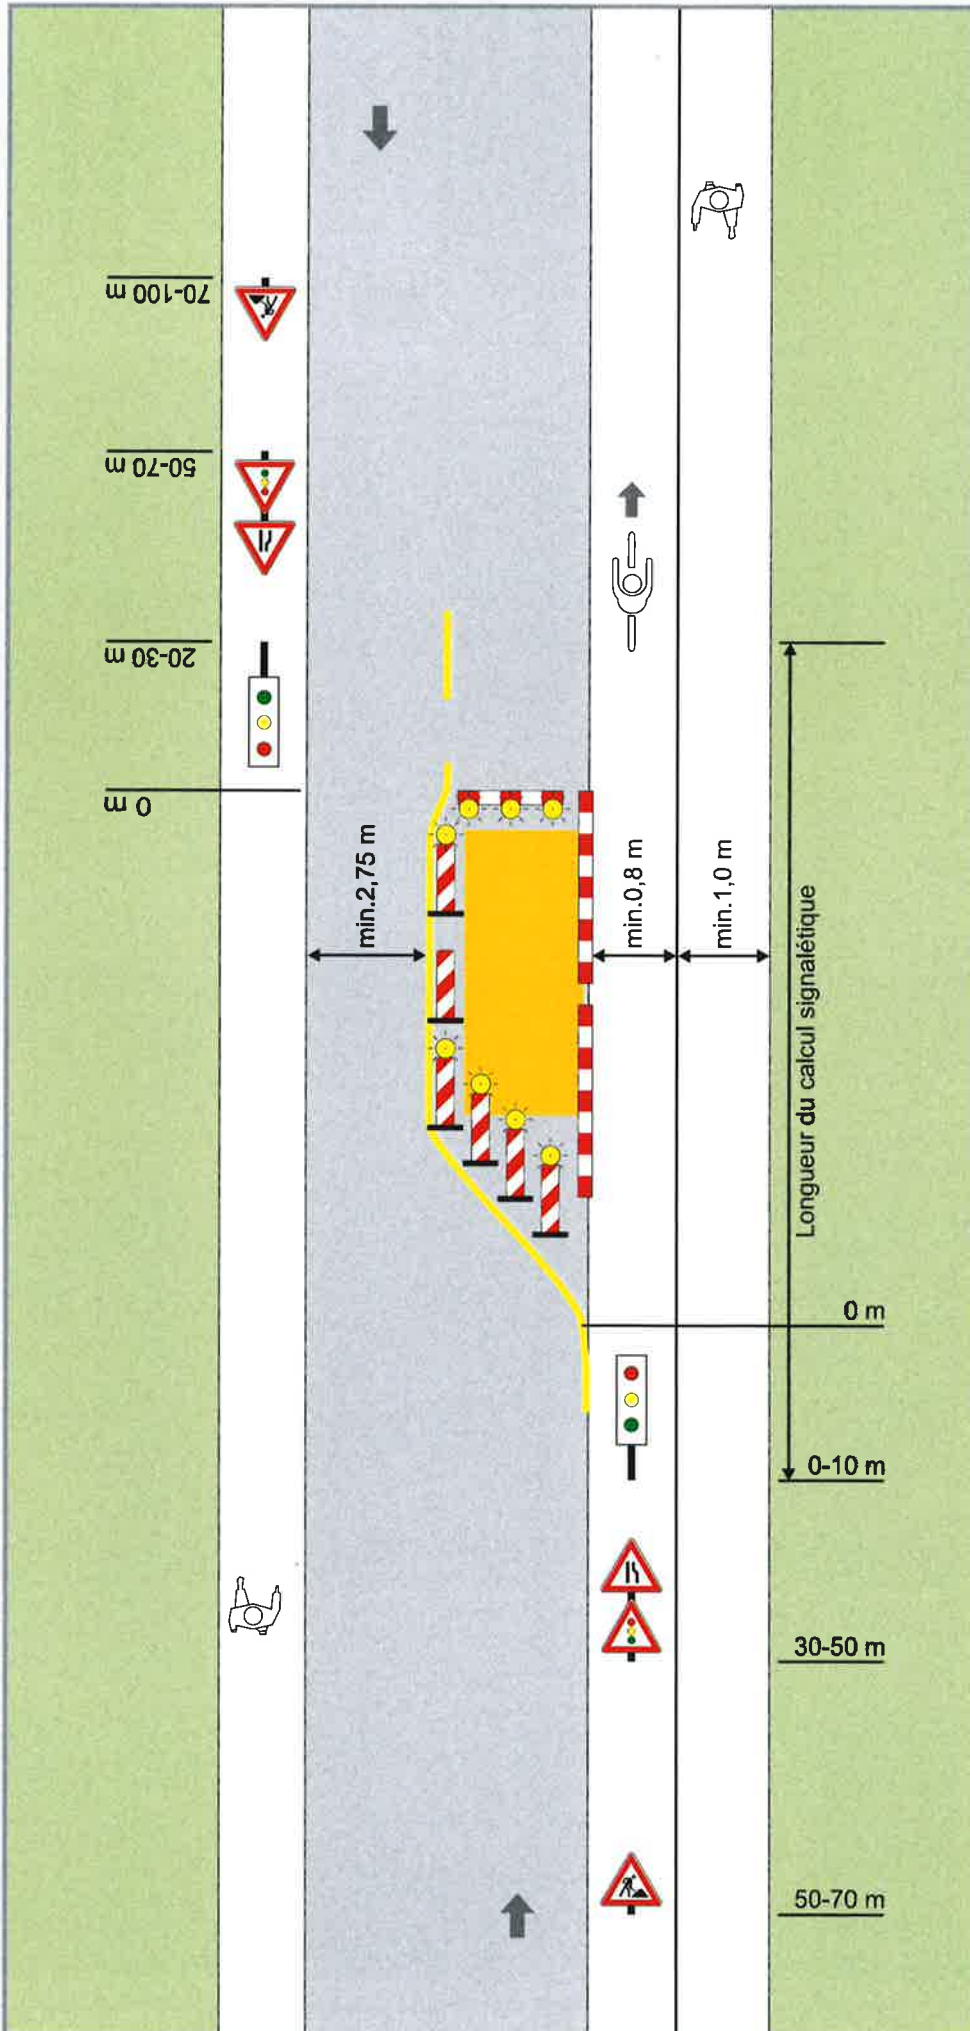 70-100 m
50-70 m
20-30 m
0 m
min.2,75 m
min.0,8 m
min.1,0 m
Longueur du calcul signalétique
0 m
0-10 m
30-50 m
50-70 m